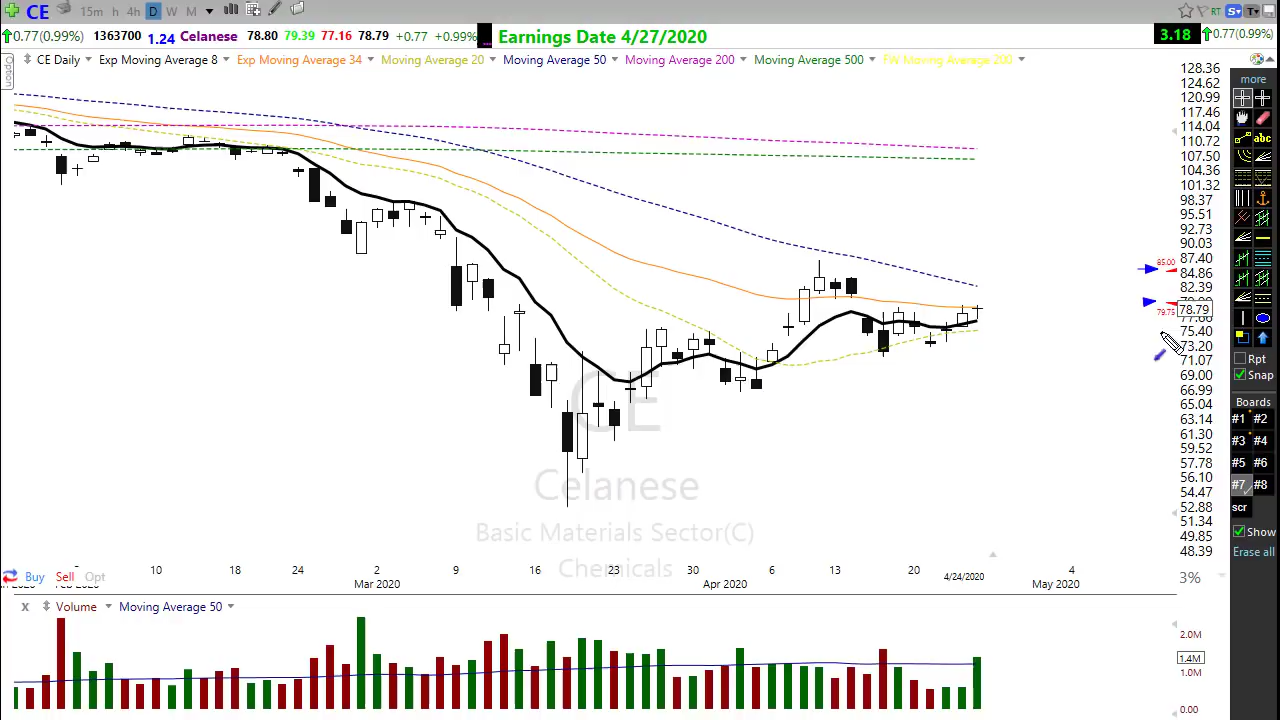 CE 15m h 4h D W M RT S T
0.77(0.99%) 1363700 1.24 Celanese 78.80 79.39 77.16 78.79 +0.77 +0.99% Earnings Date 4/27/2020 3.18 0.77(0.99%)
Option CE Daily Exp Moving Average 8 Exp Moving Average 34 Moving Average 20 Moving Average 50 Moving Average 200 Moving Average 500 FW Moving Average 200
128.36
124.62
120.99
117.46
114.04
110.72
107.50
104.36
101.32
98.37
95.51
92.73
90.03
87.40
85.00
84.86
82.39
78.79
79.75
75.40
73.20
71.07
69.00
66.99
65.04
63.14
61.30
59.52
57.78
56.10
54.47
52.88
51.34
49.85
48.39
more
abc
Rpt
Snap
Boards
#1 #2
#3 #4
#5 #6
#7 #8
scr
Show
Erase all
CE
Celanese
Basic Materials Sector(C)
Chemicals
10 18 24 2 9 16 23 30 6 13 20 4/24/2020 4
Mar 2020 Apr 2020 May 2020
Buy Sell Opt
3%
x Volume Moving Average 50
2.0M
1.4M
1.0M
0.00